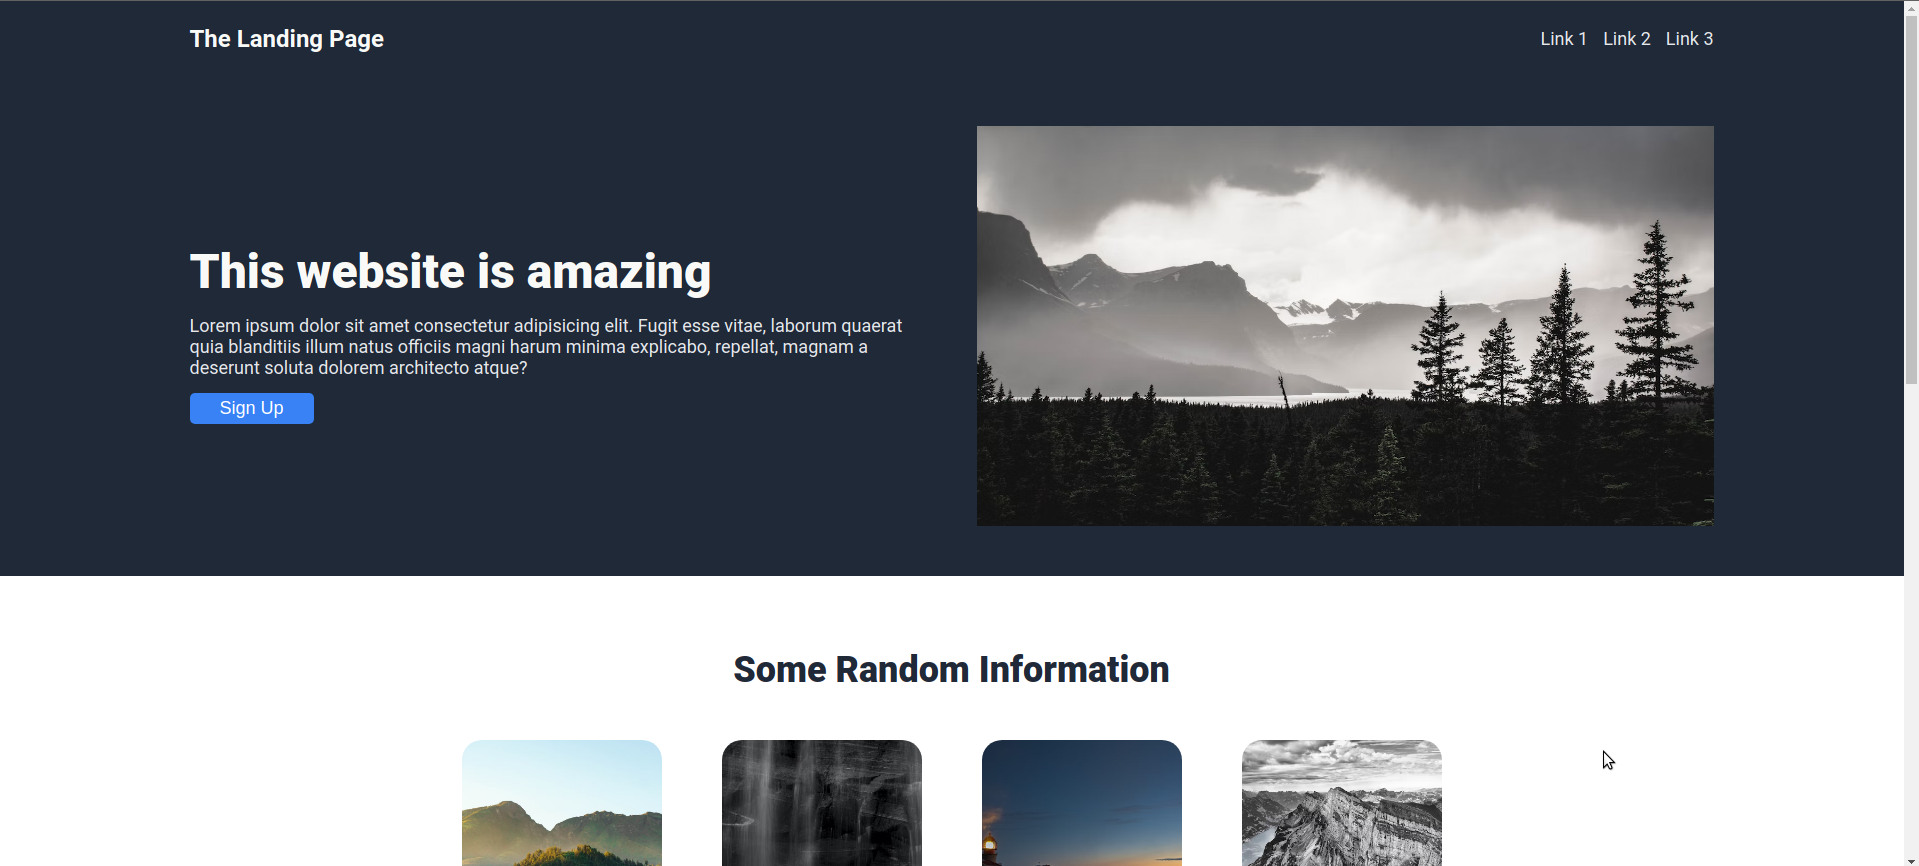 The Landing Page
Link 1 Link 2 Link 3
This website is amazing
Lorem ipsum dolor sit amet consectetur adipisicing elit. Fugit esse vitae, laborum quaerat
quia blanditiis illum natus officiis magni harum minima explicabo, repellat, magnam a
deserunt soluta dolorem architecto atque?
Sign Up
Some Random Information